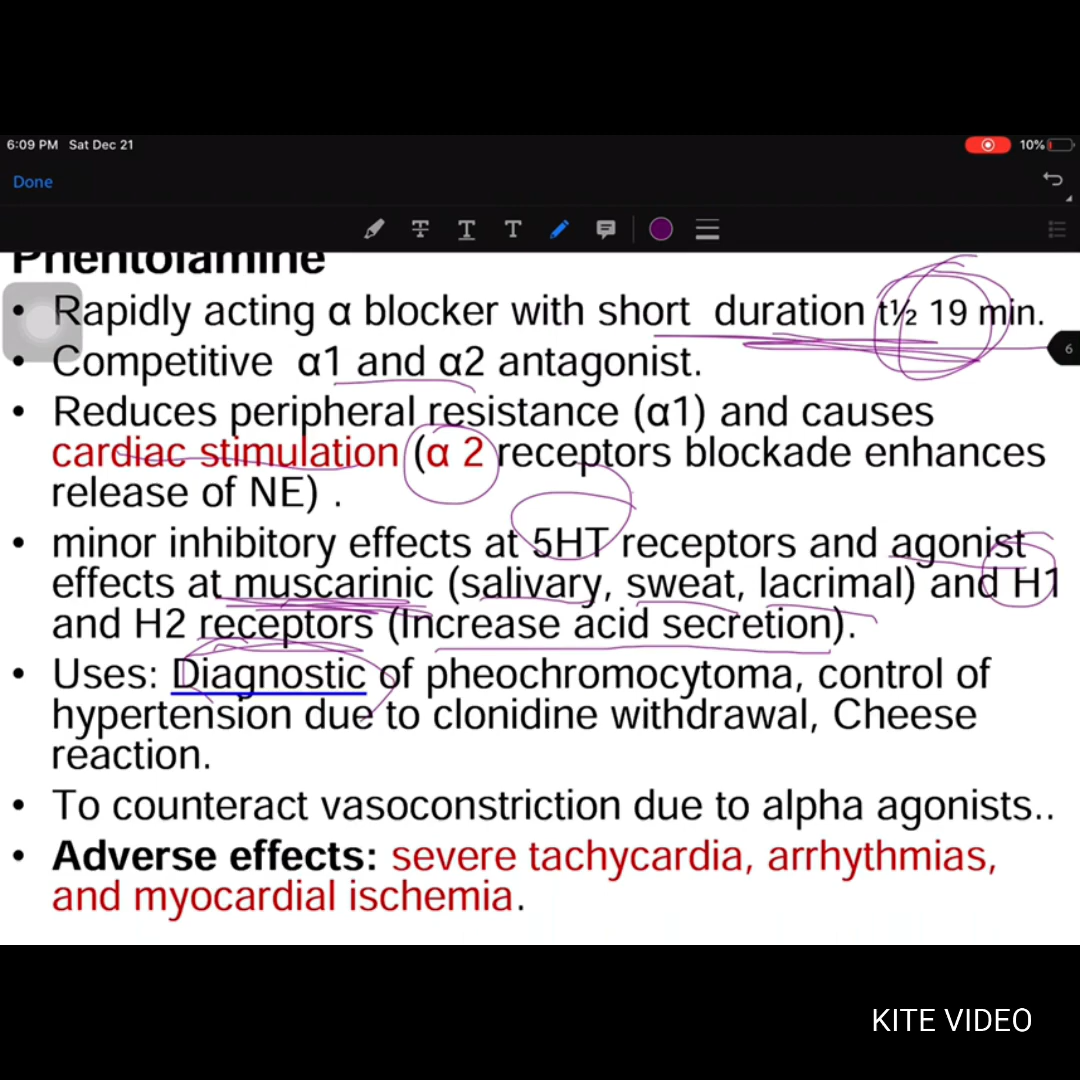 6:09 PM Sat Dec 21
10%
Done
Phentolamine
• Rapidly acting α blocker with short duration t½ 19 min.
6
• Competitive α1 and α2 antagonist.
• Reduces peripheral resistance (α1) and causes
cardiac stimulation (α 2 receptors blockade enhances
release of NE) .
• minor inhibitory effects at 5HT receptors and agonist
effects at muscarinic (salivary, sweat, lacrimal) and H1
and H2 receptors (Increase acid secretion).
• Uses: Diagnostic of pheochromocytoma, control of
hypertension due to clonidine withdrawal, Cheese
reaction.
• To counteract vasoconstriction due to alpha agonists..
• Adverse effects: severe tachycardia, arrhythmias,
and myocardial ischemia.
KITE VIDEO